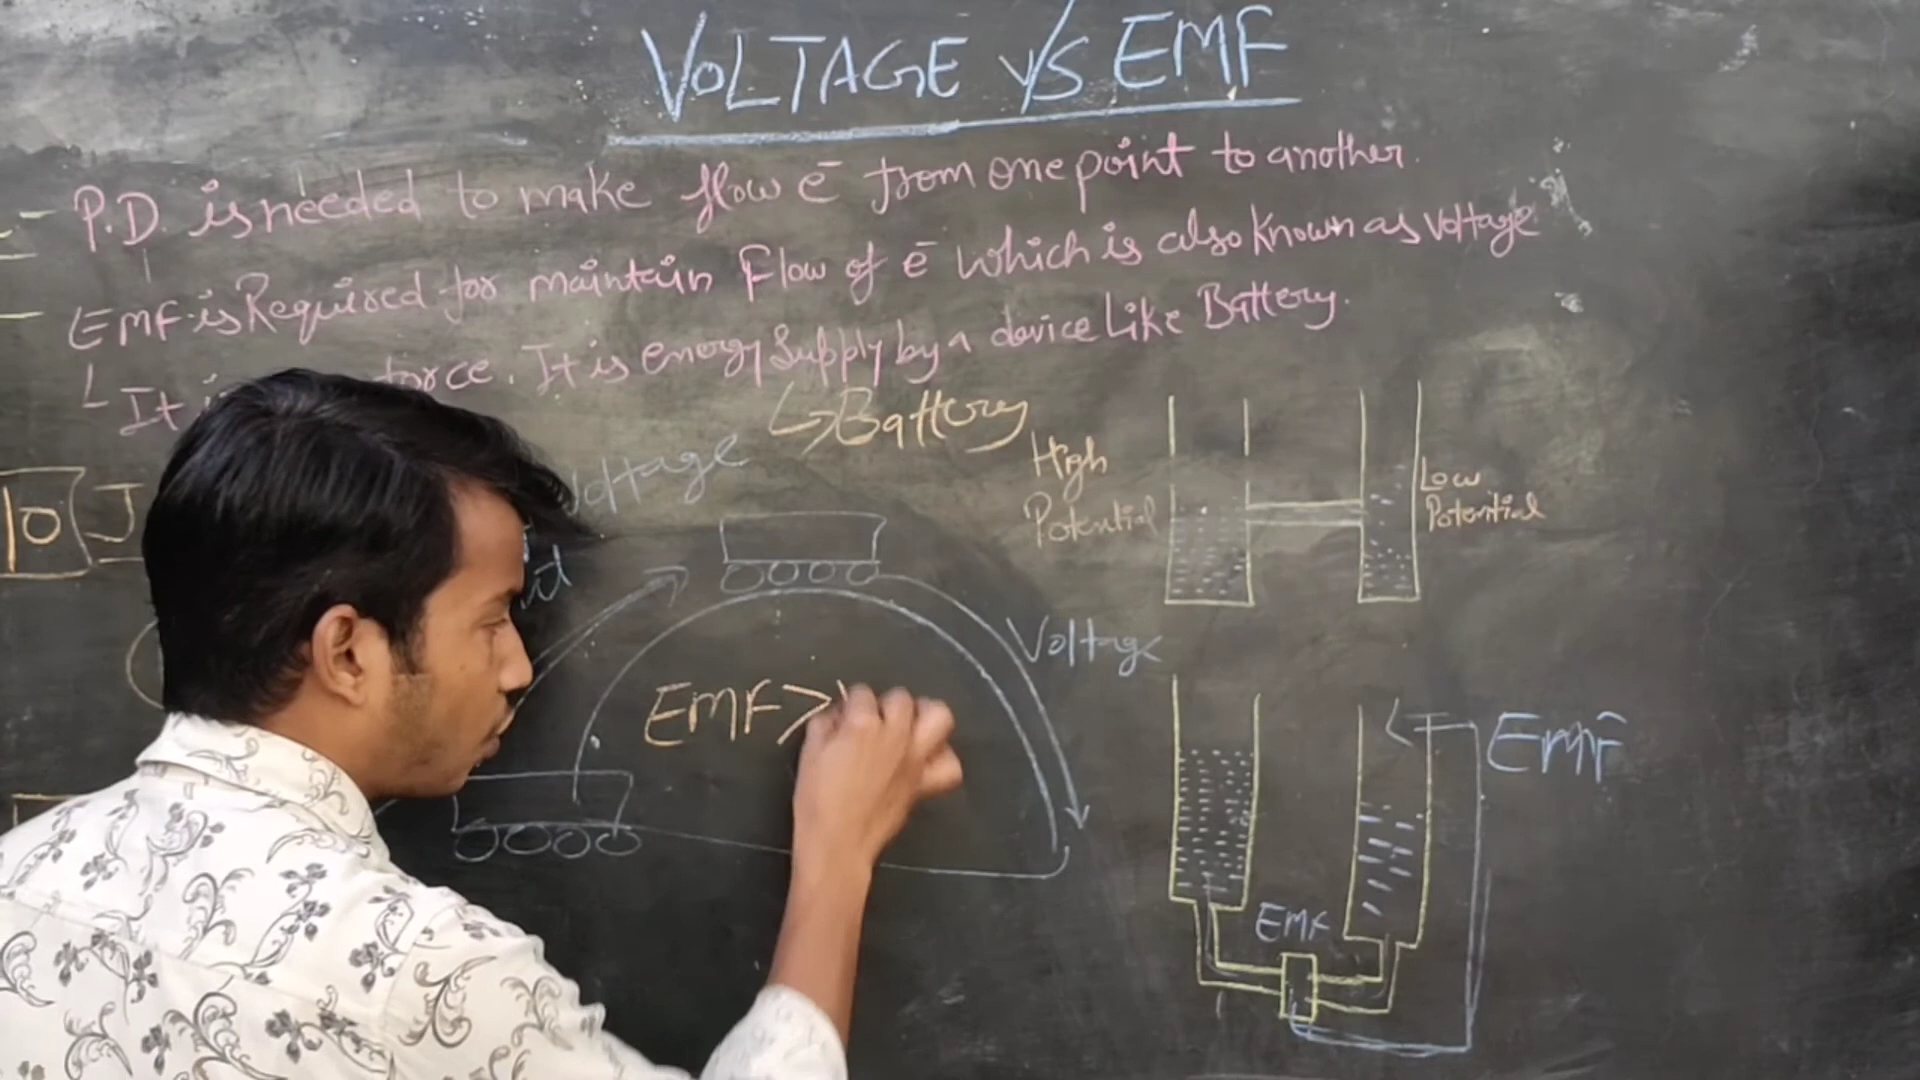 VOLTAGE v/s EMF
P.D. is needed to make flow ē from one point to another.
EMF is Required for maintain Flow of ē which is also known as Voltage
It force. It is energy Supply by a device Like Battery.
↳ Battery
Voltage
High
Potential
Low
Potential
10 J
Voltage
EMF >
EMF
EMF